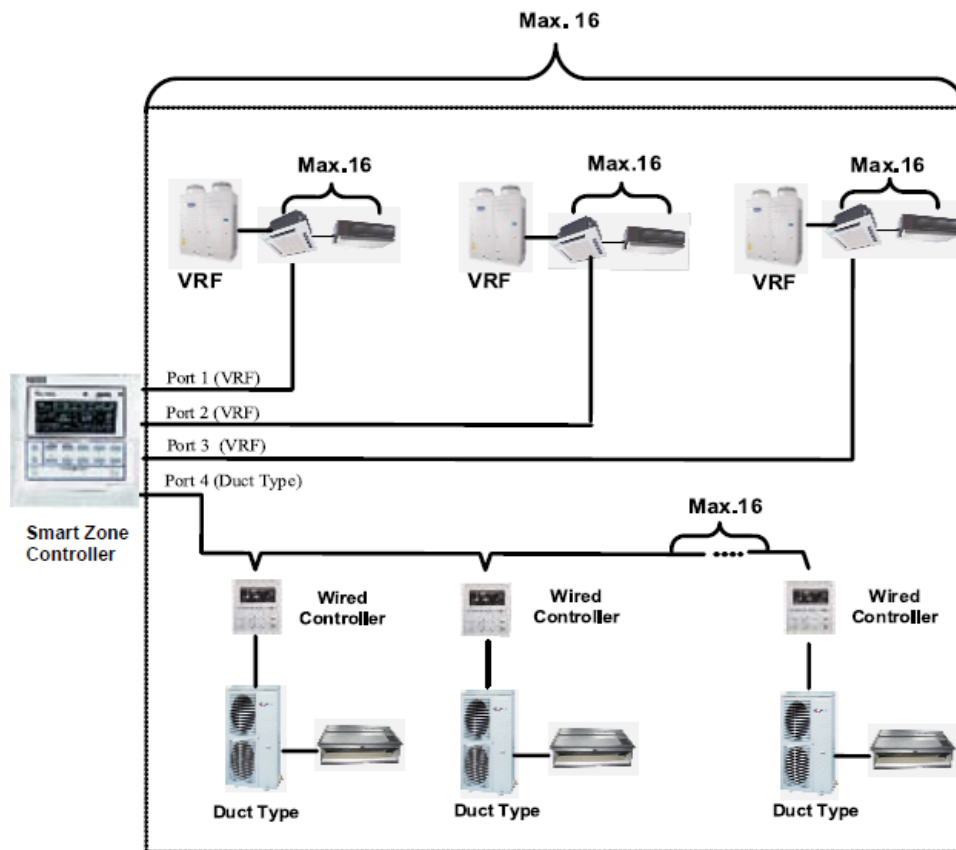 Max. 16
Max.16
Max.16
Max.16
VRF
VRF
VRF
Port 1 (VRF)
Port 2 (VRF)
Port 3 (VRF)
Port 4 (Duct Type)
Smart Zone
Controller
Max.16
Wired
Controller
Wired
Controller
Wired
Controller
Duct Type
Duct Type
Duct Type